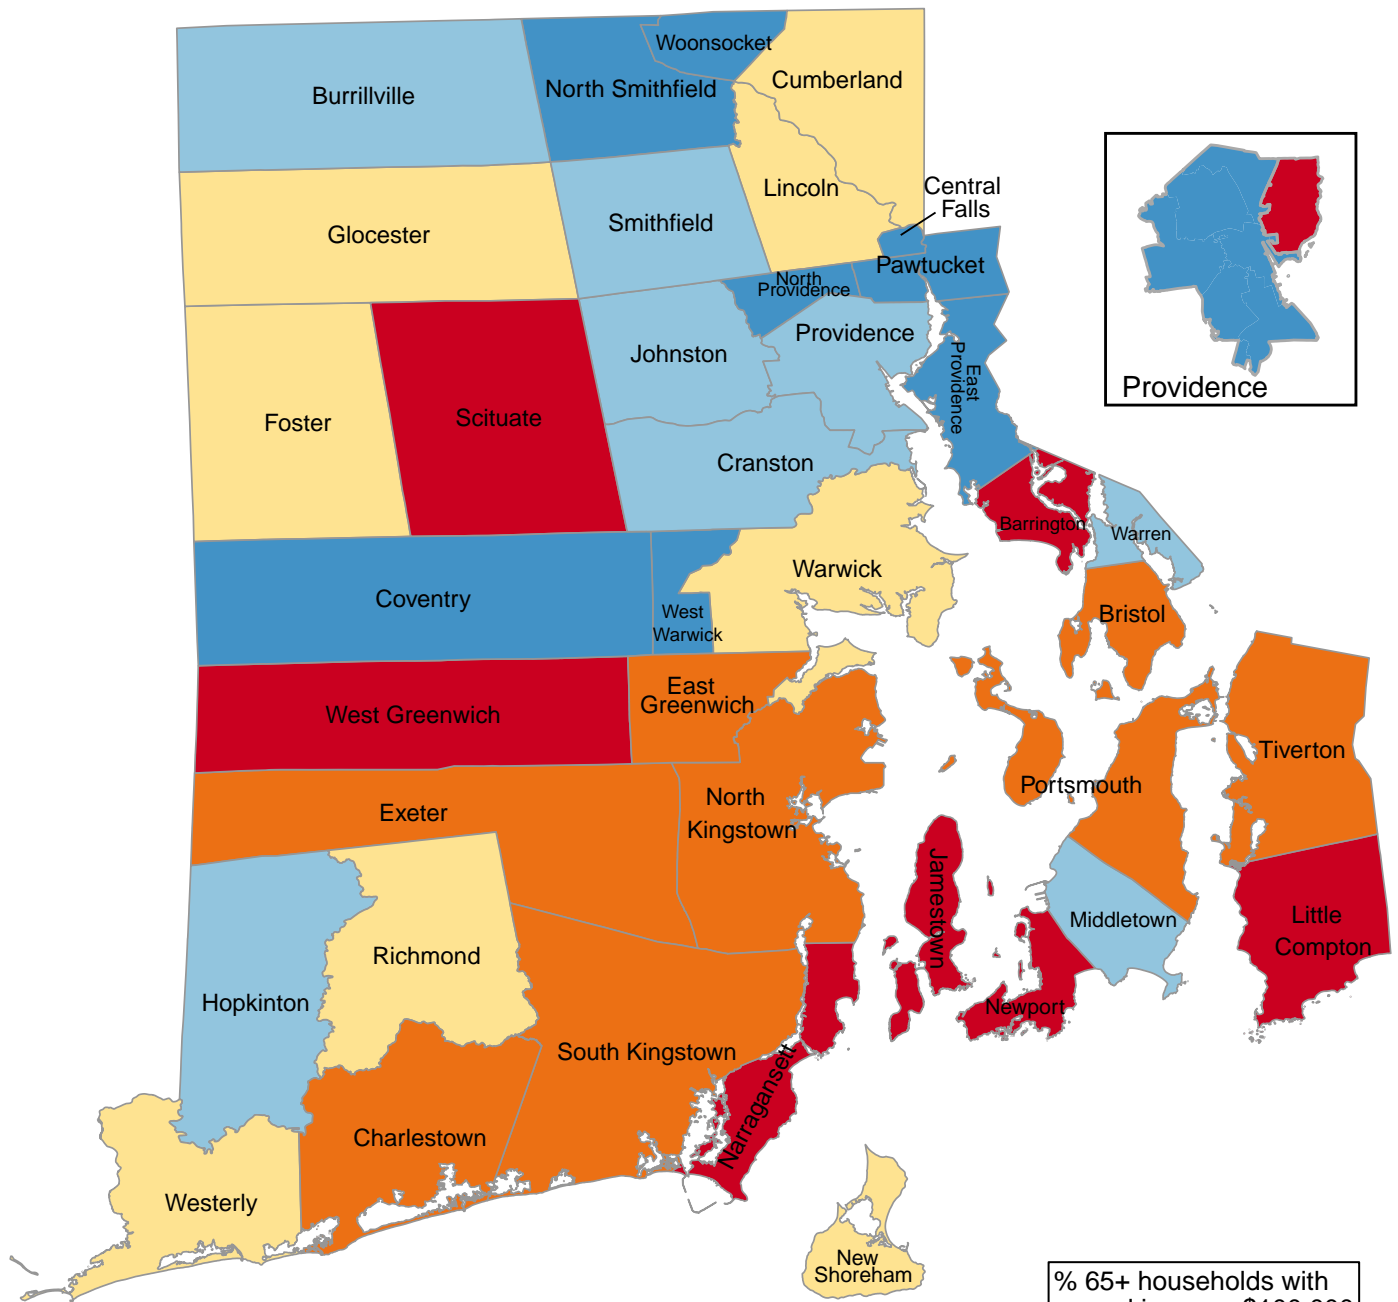 Woonsocket
Burrillville
North Smithfield
Cumberland
Central
Falls
Lincoln
Glocester
Smithfield
Pawtucket
North
Providence
Johnston
Providence
East
Providence
Providence
Foster
Scituate
Cranston
Barrington
Warren
Warwick
Coventry
West
Warwick
Bristol
West Greenwich
East
Greenwich
Tiverton
Portsmouth
Exeter
North
Kingstown
Jamestown
Middletown
Little
Compton
Richmond
Hopkinton
Newport
South Kingstown
Narragansett
Charlestown
Westerly
New
Shoreham
% 65+ households with